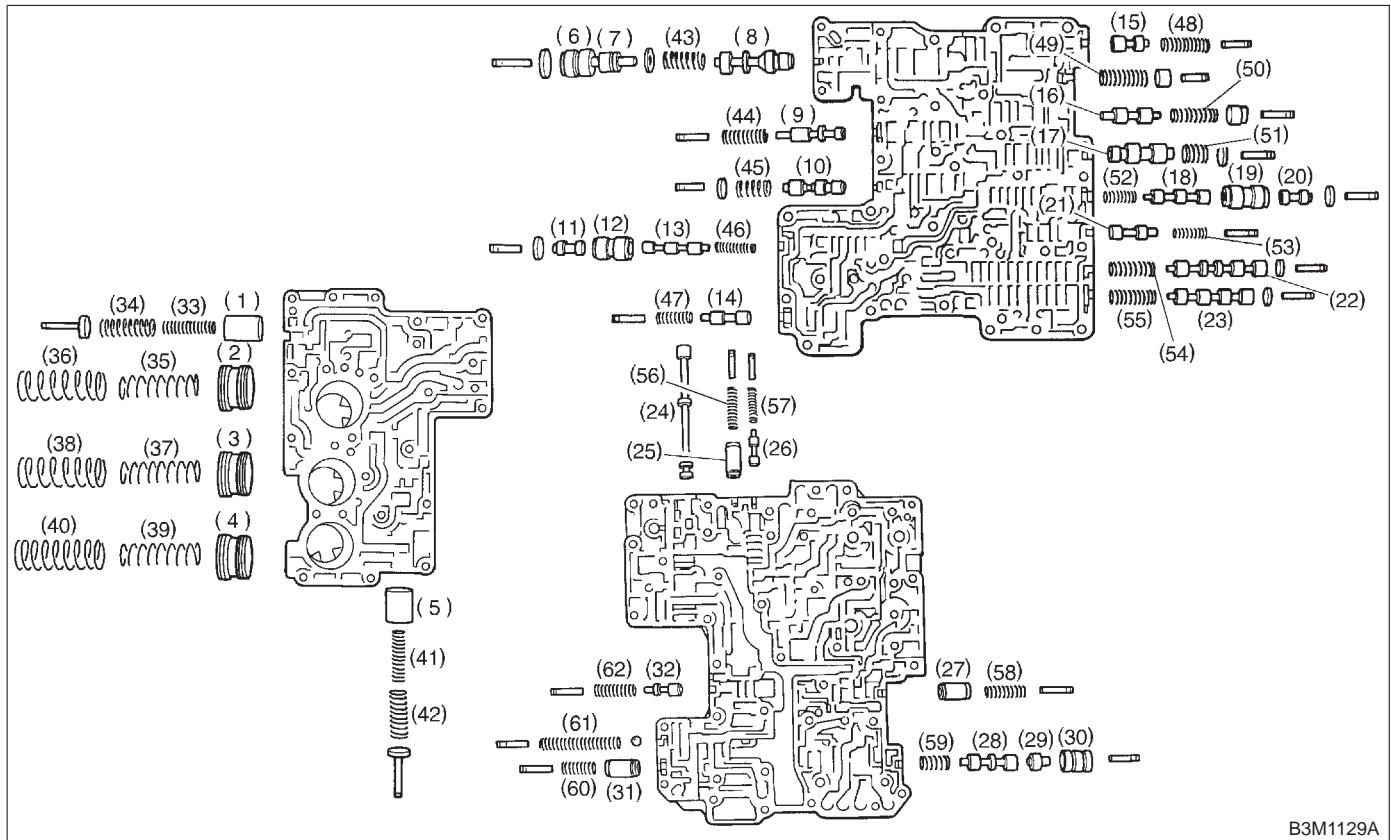 (6) (7) (43) (8) (15) (48)
(49) (50)
(44) (9) (16)
(17) (51)
(45) (10) (52) (18) (19) (20)
(21)
(11) (12) (13) (46) (53)
(34) (33) (1) (47) (14) (22)
(55) (23)
(54)
(36) (35) (2)
(56) (57)
(24)
(38) (37) (3) (25) (26)
(40) (39) (4)
(5)
(41)
(62) (32) (27) (58)
(42)
(61)
(59) (28) (29) (30)
(60) (31)
B3M1129A